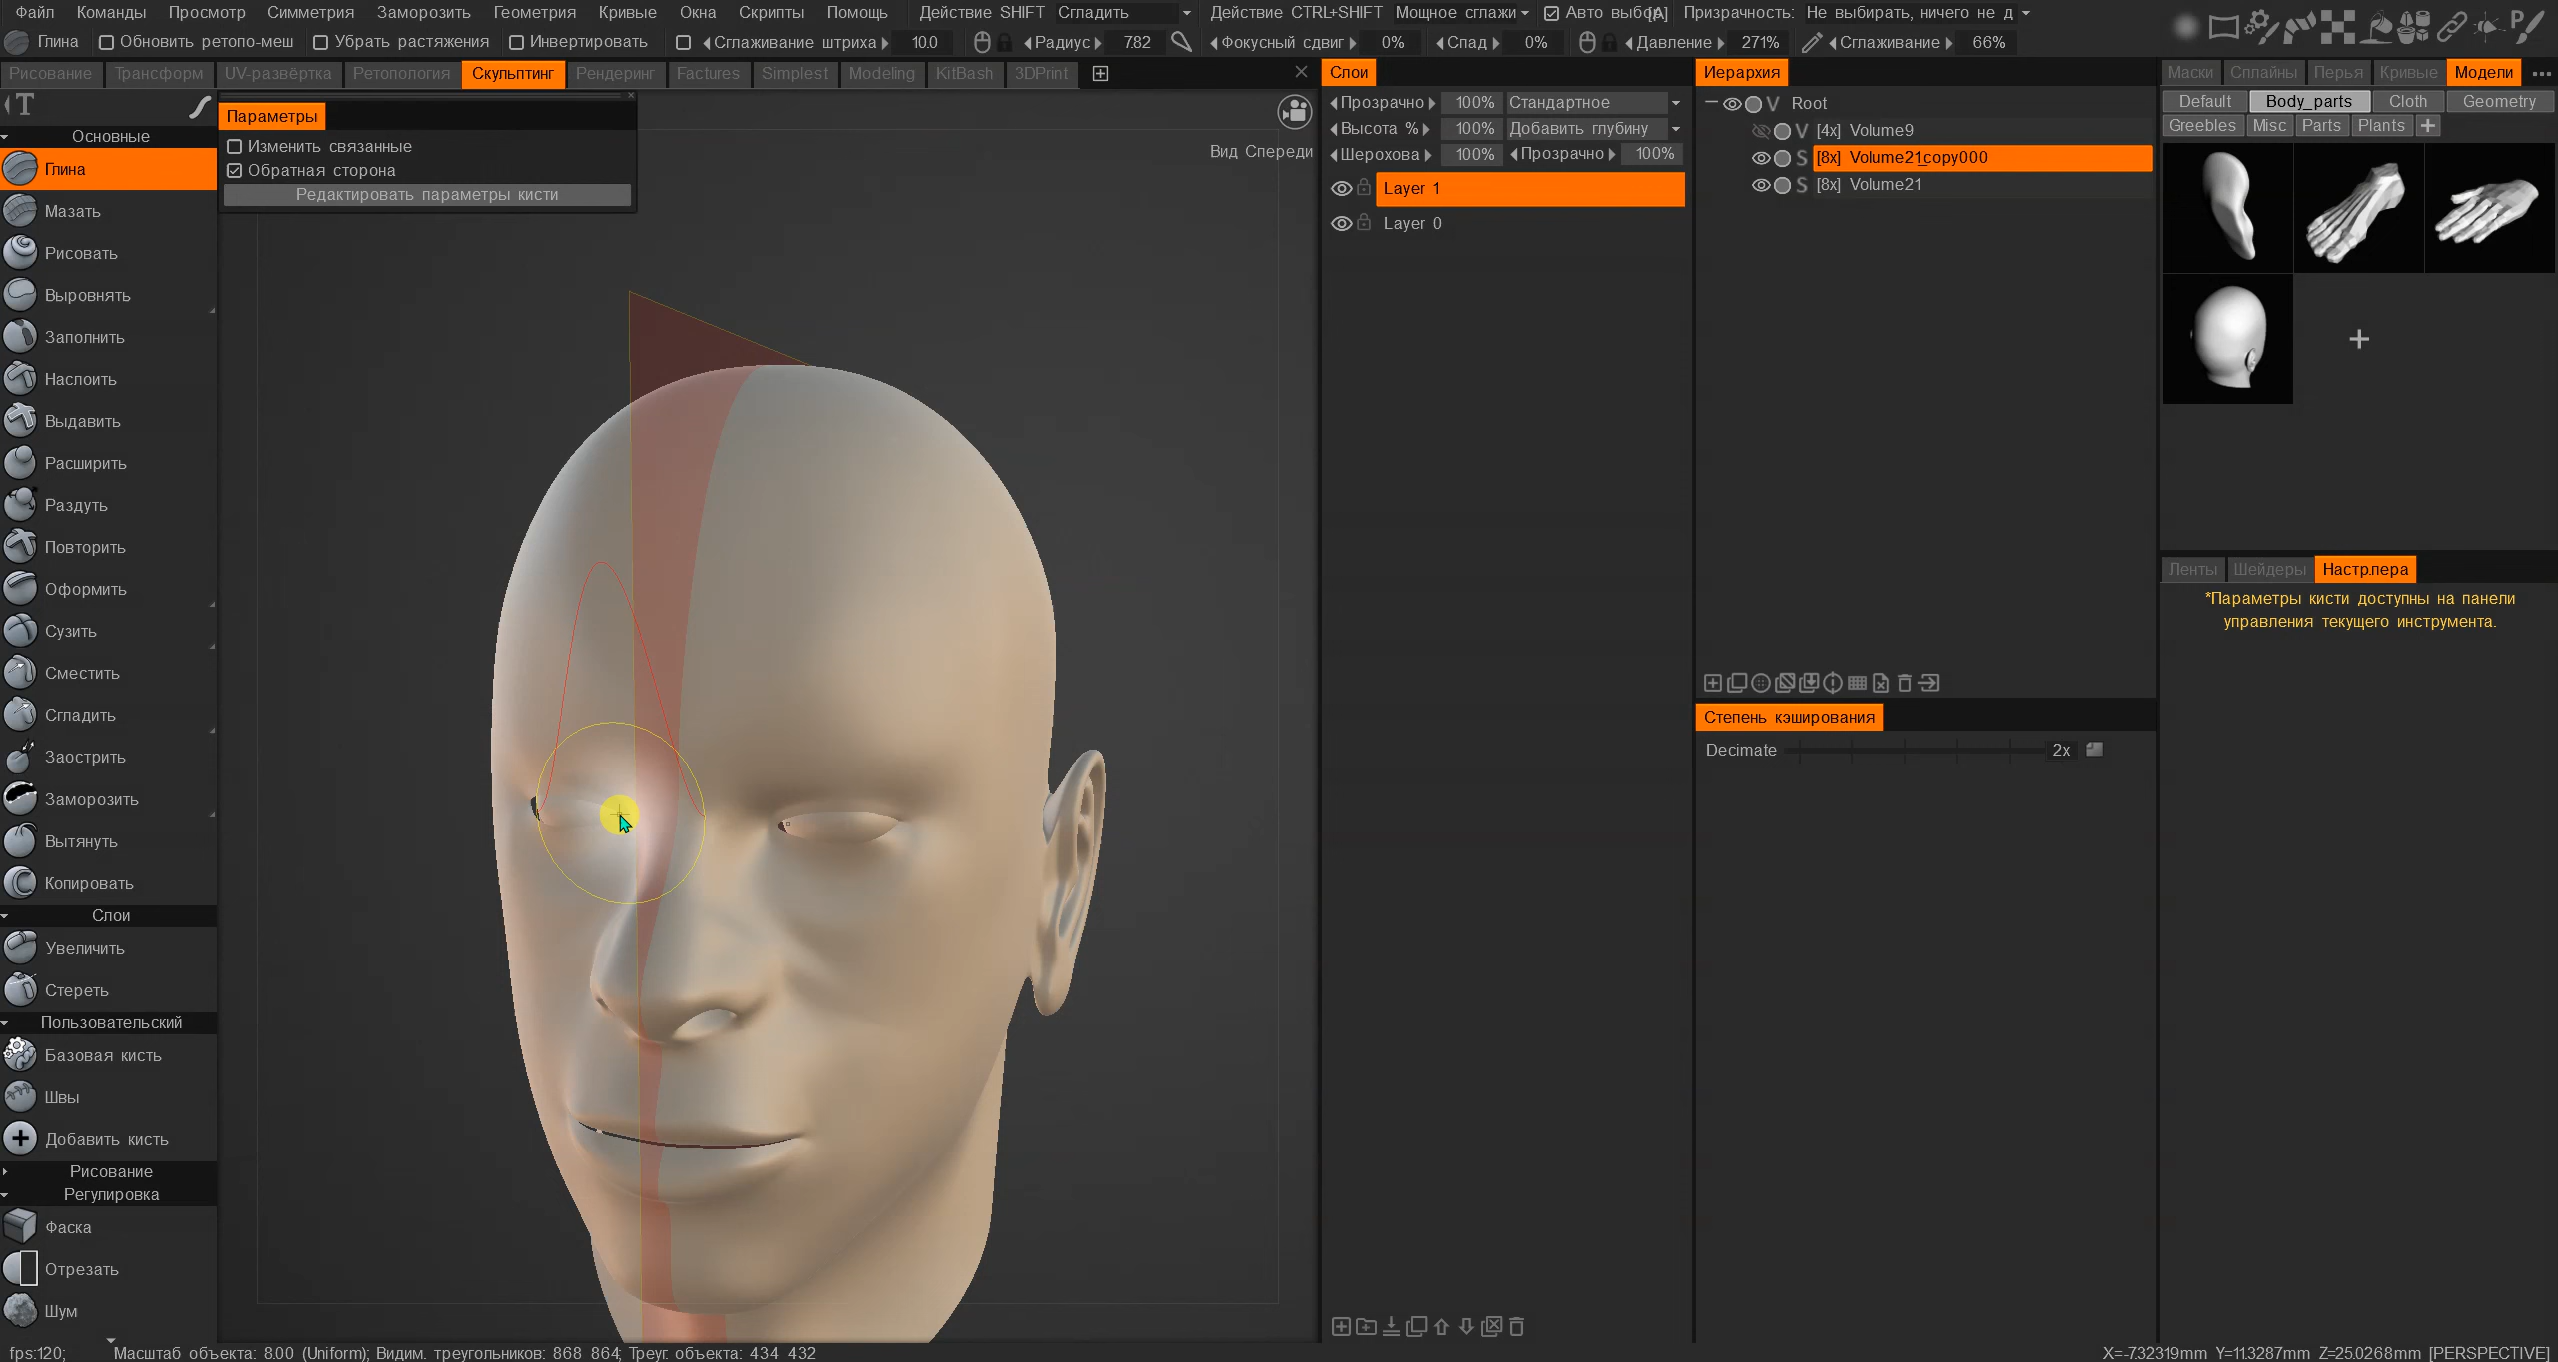 Файл Команды Просмотр Симметрия Заморозить Геометрия Кривые Окна Скрипты Помощь Действие SHIFT Сгладить Действие CTRL+SHIFT Мощное сглажи Авто выбор [A] Призрачность: Не выбирать, ничего не д
Глина Обновить ретопо-меш Убрать растяжения Инвертировать Сглаживание штриха 10.0 Радиус 7.82 Фокусный сдвиг 0% Спад 0% Давление 271% Сглаживание 66%
Рисование Трансформ UV-развёртка Ретопология Скульптинг Рендеринг Factures Simplest Modeling KitBash 3DPrint
T
Основные
Глина
Мазать
Рисовать
Выровнять
Заполнить
Наслоить
Выдавить
Расширить
Раздуть
Повторить
Оформить
Сузить
Сместить
Сгладить
Заострить
Заморозить
Вытянуть
Копировать
Слои
Увеличить
Стереть
Пользовательский
Базовая кисть
Швы
Добавить кисть
Рисование
Регулировка
Фаска
Отрезать
Шум
Параметры
Изменить связанные
Обратная сторона
Редактировать параметры кисти
Вид Спереди
Слои
Прозрачно 100% Стандартное
Высота % 100% Добавить глубину
Шерохова 100% Прозрачно 100%
Layer 1
Layer 0
Иерархия
V Root
V [4x] Volume9
S [8x] Volume21_copy000
S [8x] Volume21
Степень кэширования
Decimate 2x
Маски Сплайны Перья Кривые Модели
Default Body_parts Cloth Geometry
Greebles Misc Parts Plants
Ленты Шейдеры Настр.пера
*Параметры кисти доступны на панели
управления текущего инструмента.
fps:120; Масштаб объекта: 8.00 (Uniform); Видим. треугольников: 868 864; Треуг. объекта: 434 432
X=-7.32319mm Y=11.3287mm Z=25.0268mm [PERSPECTIVE]